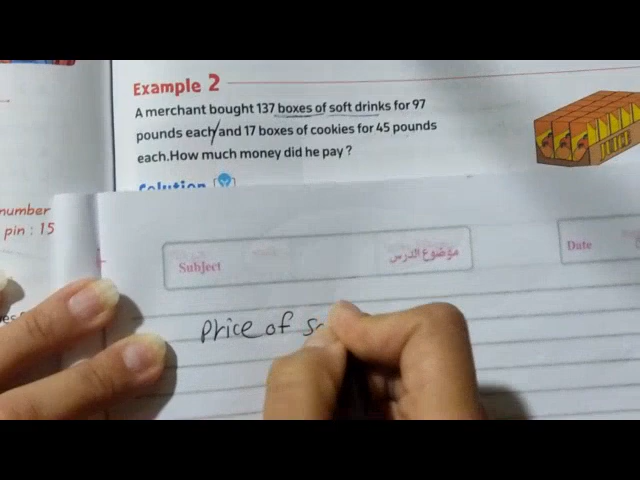 Example 2
A merchant bought 137 boxes of soft drinks for 97
pounds each and 17 boxes of cookies for 45 pounds
each.How much money did he pay ?
Solution
number
pin : 15
Subject
موضوع الدرس
Date
price of